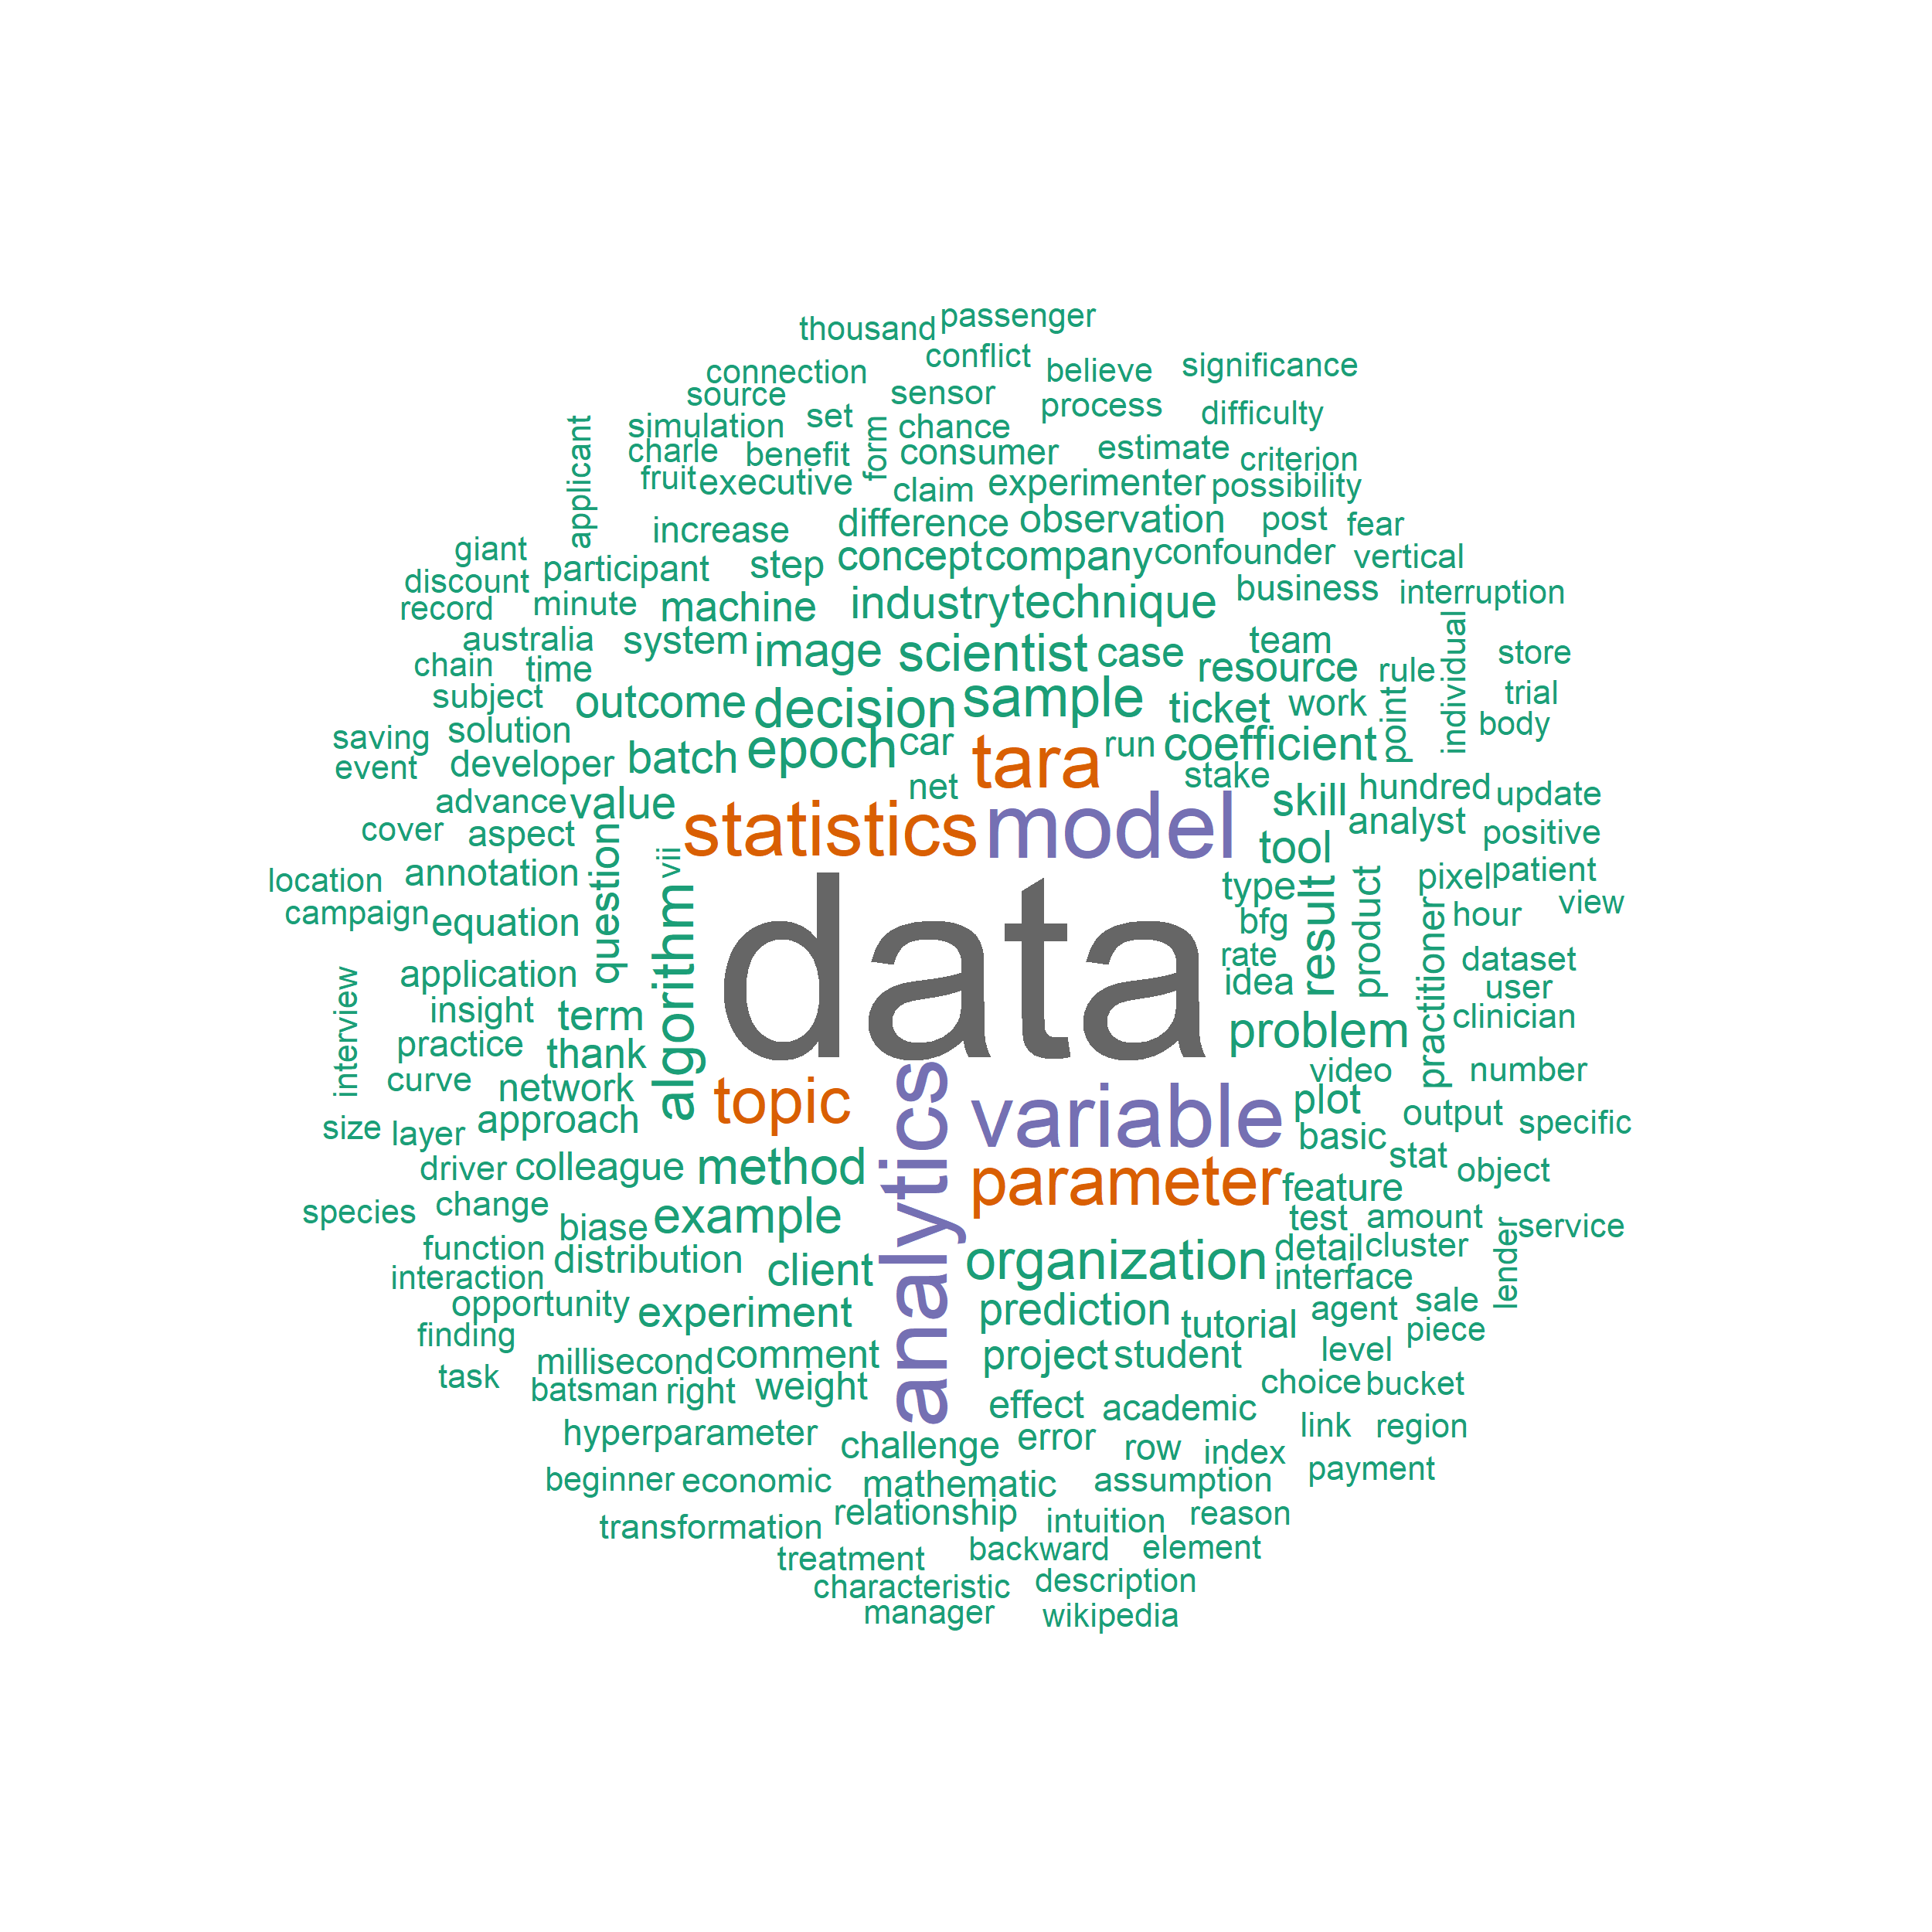 passenger
thousand
conflict
connection
believe
significance
source
sensor
process
difficulty
simulation
set
form
chance
applicant
charle
benefit
consumer
estimate
criterion
fruit
executive
claim
experimenter
possibility
increase
difference
observation
post
fear
giant
participant
step
concept
company
confounder
vertical
discount
record
minute
machine
industry
technique
business
interruption
australia
system
image
scientist
case
team
individual
store
chain
time
resource
rule
subject
outcome
decision
sample
ticket
work
point
trial
body
saving
solution
event
developer
batch
epoch
car
tara
run
coefficient
net
stake
advance
value
skill
hundred
update
cover
aspect
statistics
model
analyst
positive
question
vii
tool
location
annotation
type
result
product
pixel
patient
campaign
equation
algorithm
data
bfg
practitioner
hour
view
rate
dataset
interview
application
idea
user
insight
term
problem
clinician
practice
thank
curve
network
topic
analytics
variable
video
number
size
layer
approach
plot
output
specific
basic
stat
driver
colleague
method
parameter
feature
object
species
change
biase
example
test
amount
lender
service
function
distribution
client
organization
detail
cluster
interaction
interface
opportunity
experiment
prediction
tutorial
agent
sale
finding
piece
task
millisecond
comment
project
student
level
batsman
right
weight
choice
bucket
effect
academic
hyperparameter
challenge
error
row
index
link
region
beginner
economic
mathematic
assumption
payment
transformation
relationship
intuition
reason
treatment
backward
element
characteristic
description
manager
wikipedia